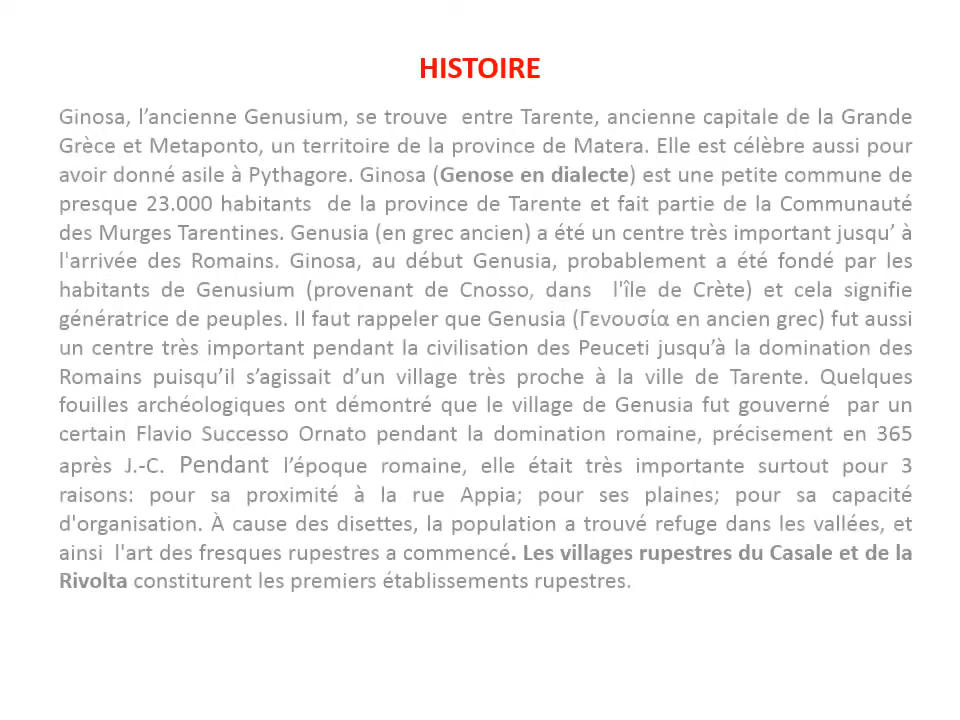 HISTOIRE
Ginosa, l’ancienne Genusium, se trouve  entre Tarente, ancienne capitale de la Grande
Grèce et Metaponto, un territoire de la province de Matera. Elle est célèbre aussi pour
avoir donné asile à Pythagore. Ginosa (Genose en dialecte) est une petite commune de
presque 23.000 habitants  de la province de Tarente et fait partie de la Communauté
des Murges Tarentines. Genusia (en grec ancien) a été un centre très important jusqu’ à
l'arrivée des Romains. Ginosa, au début Genusia, probablement a été fondé par les
habitants de Genusium (provenant de Cnosso, dans  l'île de Crète) et cela signifie
génératrice de peuples. Il faut rappeler que Genusia (Γενουσία en ancien grec) fut aussi
un centre très important pendant la civilisation des Peuceti jusqu’à la domination des
Romains puisqu’il s’agissait d’un village très proche à la ville de Tarente. Quelques
fouilles archéologiques ont démontré que le village de Genusia fut gouverné  par un
certain Flavio Successo Ornato pendant la domination romaine, précisement en 365
après J.-C. Pendant l’époque romaine, elle était très importante surtout pour 3
raisons: pour sa proximité à la rue Appia; pour ses plaines; pour sa capacité
d'organisation. À cause des disettes, la population a trouvé refuge dans les vallées, et
ainsi  l'art des fresques rupestres a commencé. Les villages rupestres du Casale et de la
Rivolta constiturent les premiers établissements rupestres.